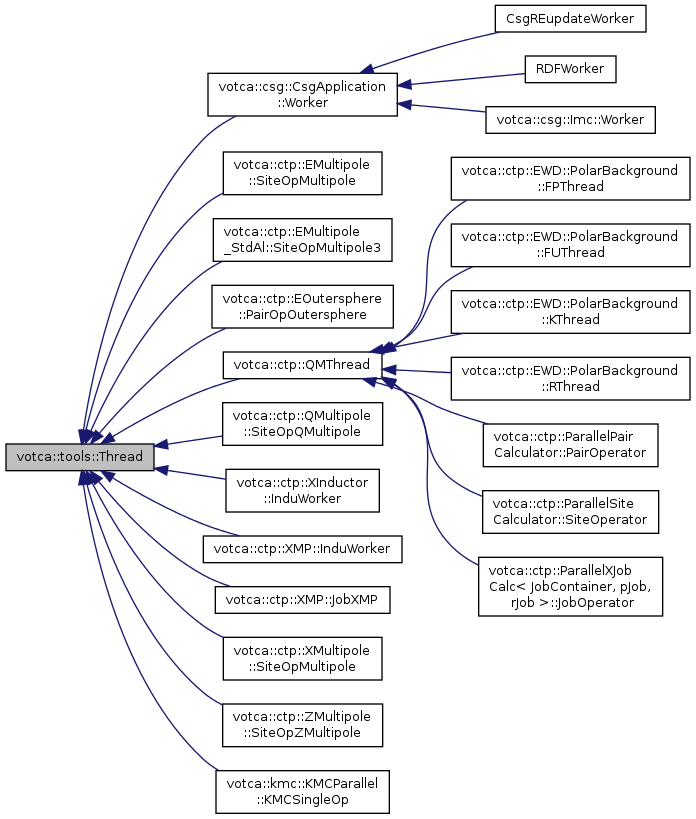 CsgREupdateWorker
votca::csg::CsgApplication
::Worker
RDFWorker
votca::csg::Imc::Worker
votca::ctp::EMultipole
::SiteOpMultipole
votca::ctp::EWD::PolarBackground
::FPThread
votca::ctp::EMultipole
_StdAl::SiteOpMultipole3
votca::ctp::EWD::PolarBackground
::FUThread
votca::ctp::EOutersphere
::PairOpOutersphere
votca::ctp::EWD::PolarBackground
::KThread
votca::ctp::QMThread
votca::ctp::EWD::PolarBackground
::RThread
votca::ctp::QMultipole
::SiteOpQMultipole
votca::ctp::ParallelPair
Calculator::PairOperator
votca::tools::Thread
votca::ctp::XInductor
::InduWorker
votca::ctp::ParallelSite
Calculator::SiteOperator
votca::ctp::XMP::InduWorker
votca::ctp::ParallelXJob
Calc< JobContainer, pJob,
rJob >::JobOperator
votca::ctp::XMP::JobXMP
votca::ctp::XMultipole
::SiteOpMultipole
votca::ctp::ZMultipole
::SiteOpZMultipole
votca::kmc::KMCParallel
::KMCSingleOp